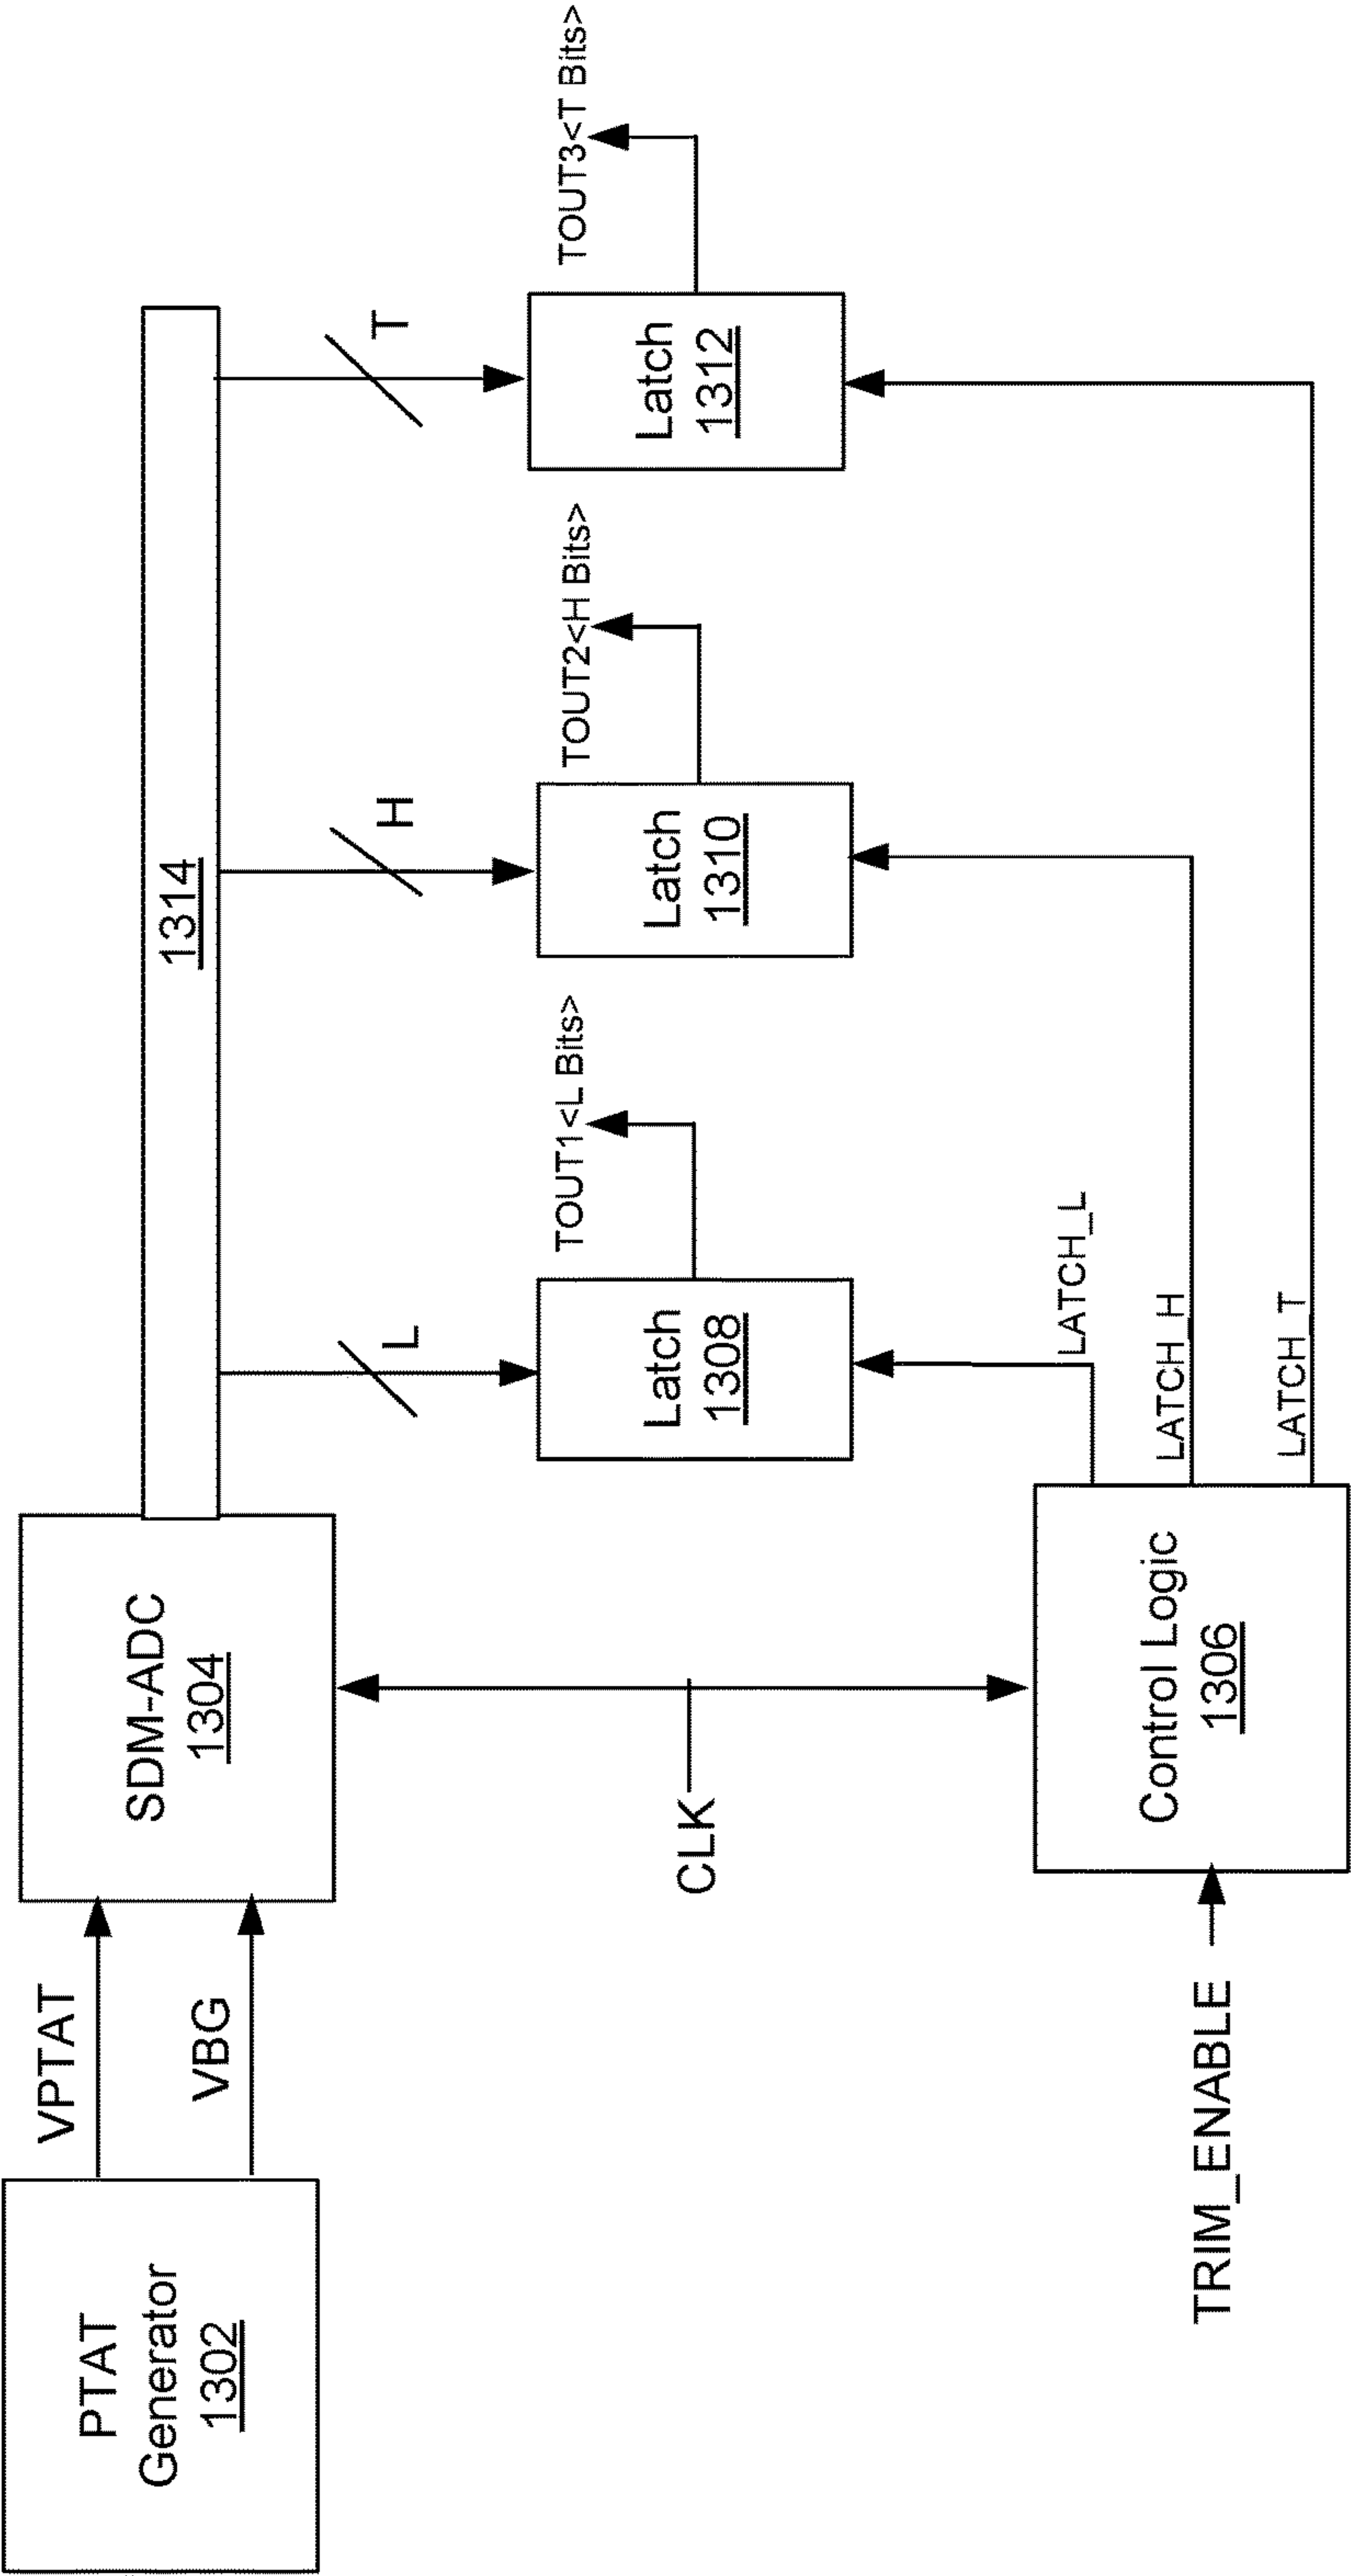 PTAT
Generator
1302
VPTAT
VBG
SDM-ADC
1304
1314
L
H
T
Latch
1308
TOUT1<L Bits>
Latch
1310
TOUT2<H Bits>
Latch
1312
TOUT3<T Bits>
CLK
TRIM_ENABLE
Control Logic
1306
LATCH_L
LATCH_H
LATCH_T